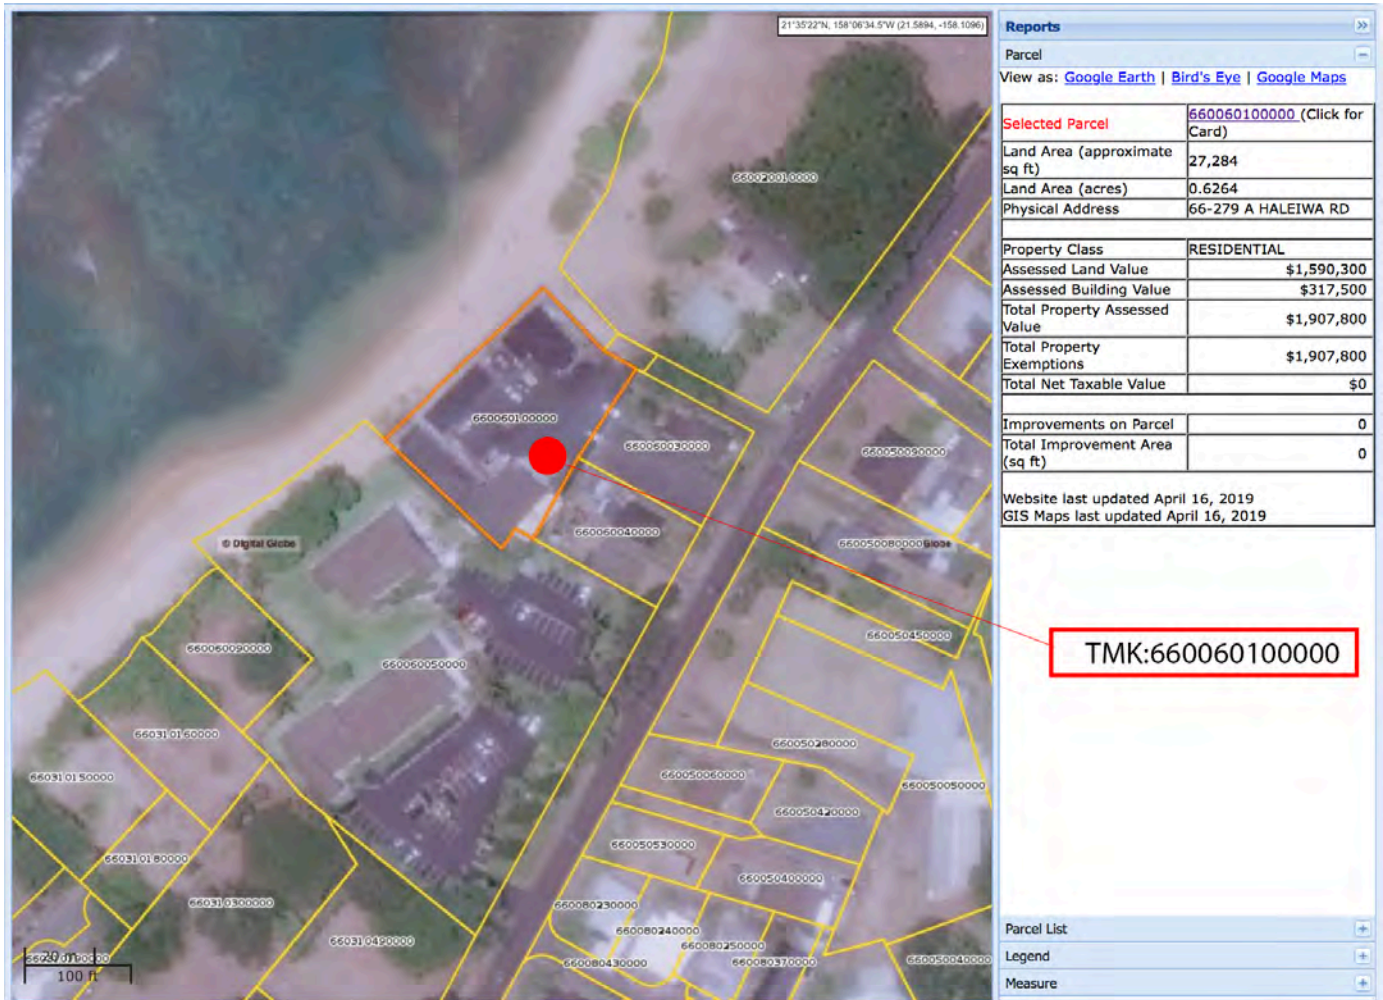 21°35'22"N, 158°06'34.5"W (21.5894, -158.1096)
660020010000
660060100000
660060030000
660050090000
© Digital Globe
660060040000
660050080000
Globe
660050450000
660060090000
660060050000
660310160000
660050280000
660310150000
660050060000
660050050000
660050420000
660050530000
660310180000
660050400000
660310300000
660080230000
660080240000
660310490000
660080250000
660080430000
660080370000
660050040000
20 m
100 ft
Reports
Parcel
View as: Google Earth | Bird's Eye | Google Maps
Selected Parcel 660060100000 (Click for
Card)
Land Area (approximate
sq ft) 27,284
Land Area (acres) 0.6264
Physical Address 66-279 A HALEIWA RD
Property Class RESIDENTIAL
Assessed Land Value $1,590,300
Assessed Building Value $317,500
Total Property Assessed
Value $1,907,800
Total Property
Exemptions $1,907,800
Total Net Taxable Value $0
Improvements on Parcel 0
Total Improvement Area
(sq ft) 0
Website last updated April 16, 2019
GIS Maps last updated April 16, 2019
TMK:660060100000
Parcel List
Legend
Measure